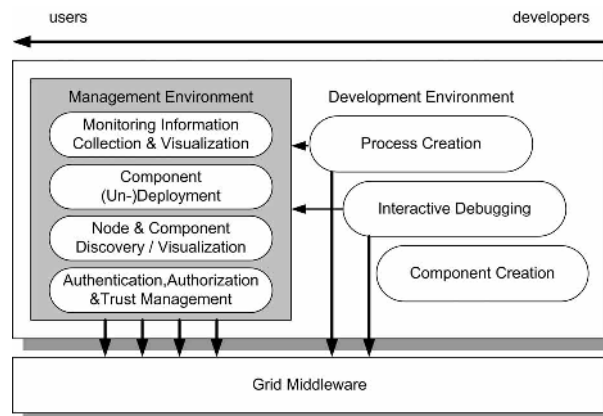 users
developers
Management Environment
Monitoring Information
Collection & Visualization
Component
(Un-)Deployment
Node & Component
Discovery / Visualization
Authentication,Authorization
&Trust Management
Development Environment
Process Creation
Interactive Debugging
Component Creation
Grid Middleware